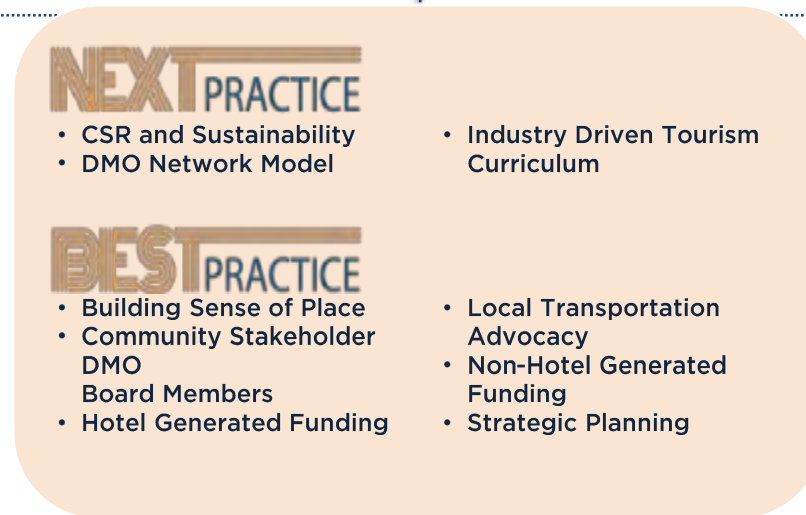 NEXT PRACTICE
• CSR and Sustainability
• DMO Network Model
• Industry Driven Tourism
Curriculum
BEST PRACTICE
• Building Sense of Place
• Community Stakeholder
DMO
Board Members
• Hotel Generated Funding
• Local Transportation
Advocacy
• Non-Hotel Generated
Funding
• Strategic Planning